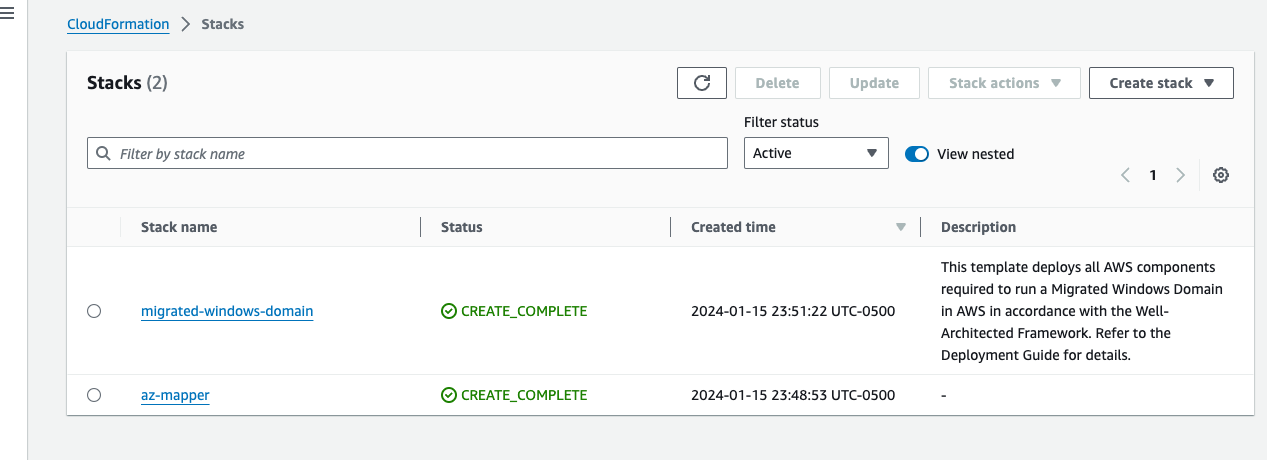 CloudFormation > Stacks
Stacks (2)
Delete
Update
Stack actions
Create stack
Filter status
Filter by stack name
Active
View nested
1
Stack name Status Created time Description
migrated-windows-domain CREATE_COMPLETE 2024-01-15 23:51:22 UTC-0500
This template deploys all AWS components
required to run a Migrated Windows Domain
in AWS in accordance with the Well-
Architected Framework. Refer to the
Deployment Guide for details.
az-mapper CREATE_COMPLETE 2024-01-15 23:48:53 UTC-0500 -